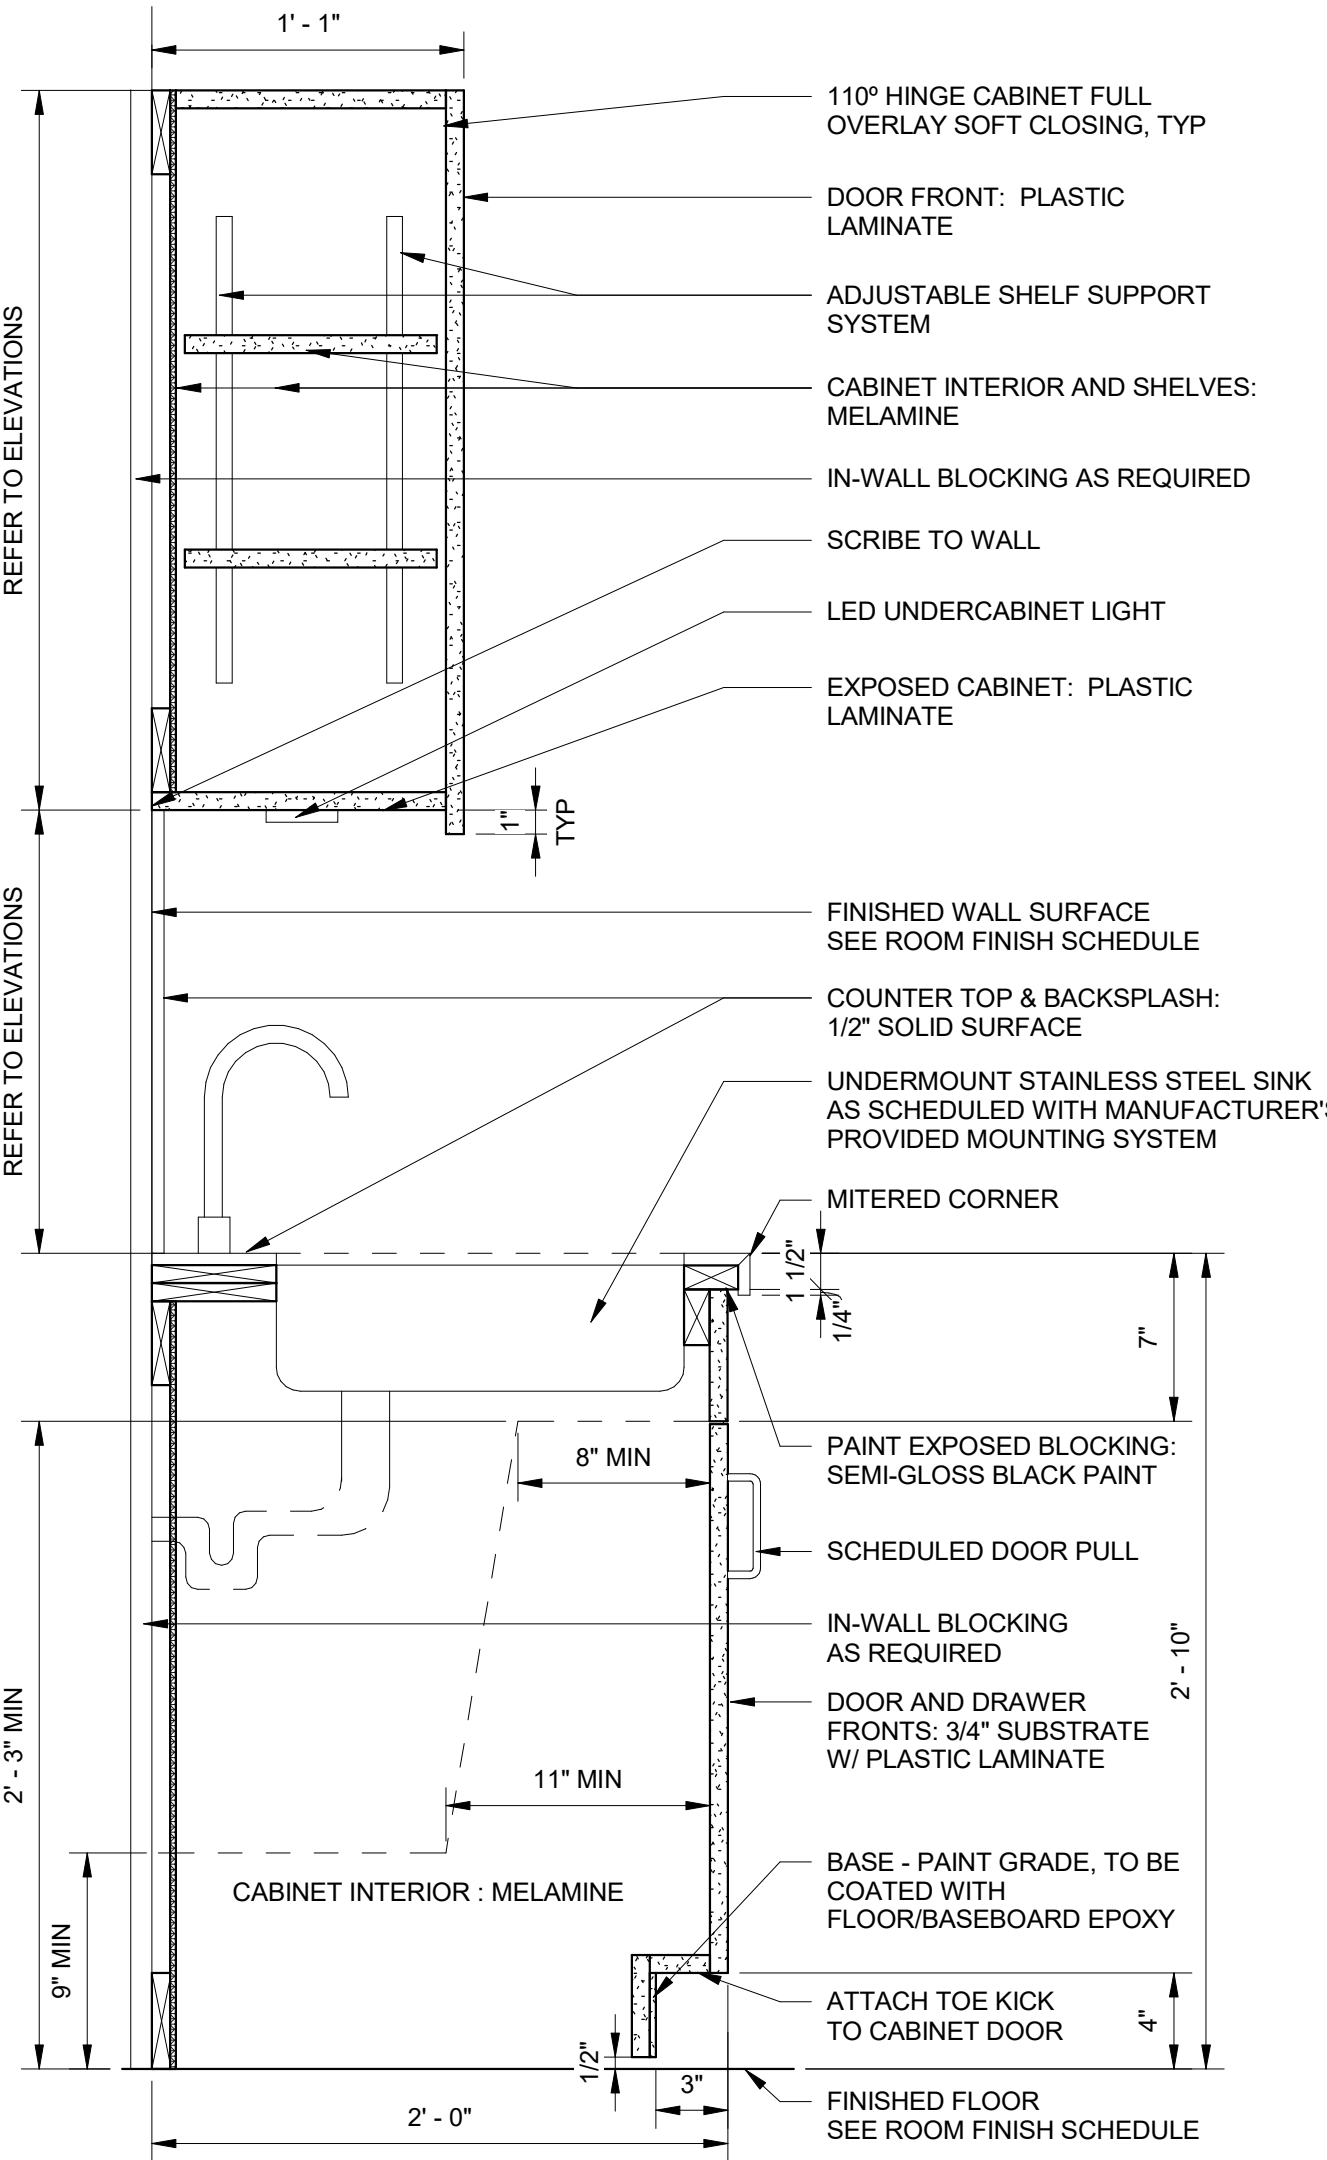 1' - 1"
110º HINGE CABINET FULL
OVERLAY SOFT CLOSING, TYP
DOOR FRONT:  PLASTIC
LAMINATE
ADJUSTABLE SHELF SUPPORT
SYSTEM
REFER TO ELEVATIONS
CABINET INTERIOR AND SHELVES:
MELAMINE
IN-WALL BLOCKING AS REQUIRED
SCRIBE TO WALL
LED UNDERCABINET LIGHT
EXPOSED CABINET:  PLASTIC
LAMINATE
1"
TYP
FINISHED WALL SURFACE
SEE ROOM FINISH SCHEDULE
REFER TO ELEVATIONS
COUNTER TOP & BACKSPLASH:
1/2" SOLID SURFACE
UNDERMOUNT STAINLESS STEEL SINK
AS SCHEDULED WITH MANUFACTURER'S
PROVIDED MOUNTING SYSTEM
MITERED CORNER
1 1/2"
1/4"
7"
8" MIN
PAINT EXPOSED BLOCKING:
SEMI-GLOSS BLACK PAINT
SCHEDULED DOOR PULL
IN-WALL BLOCKING
AS REQUIRED
2' - 10"
2' - 3" MIN
DOOR AND DRAWER
FRONTS: 3/4" SUBSTRATE
W/ PLASTIC LAMINATE
11" MIN
BASE - PAINT GRADE, TO BE
COATED WITH
FLOOR/BASEBOARD EPOXY
CABINET INTERIOR : MELAMINE
9" MIN
ATTACH TOE KICK
TO CABINET DOOR
4"
1/2"
3"
FINISHED FLOOR
SEE ROOM FINISH SCHEDULE
2' - 0"